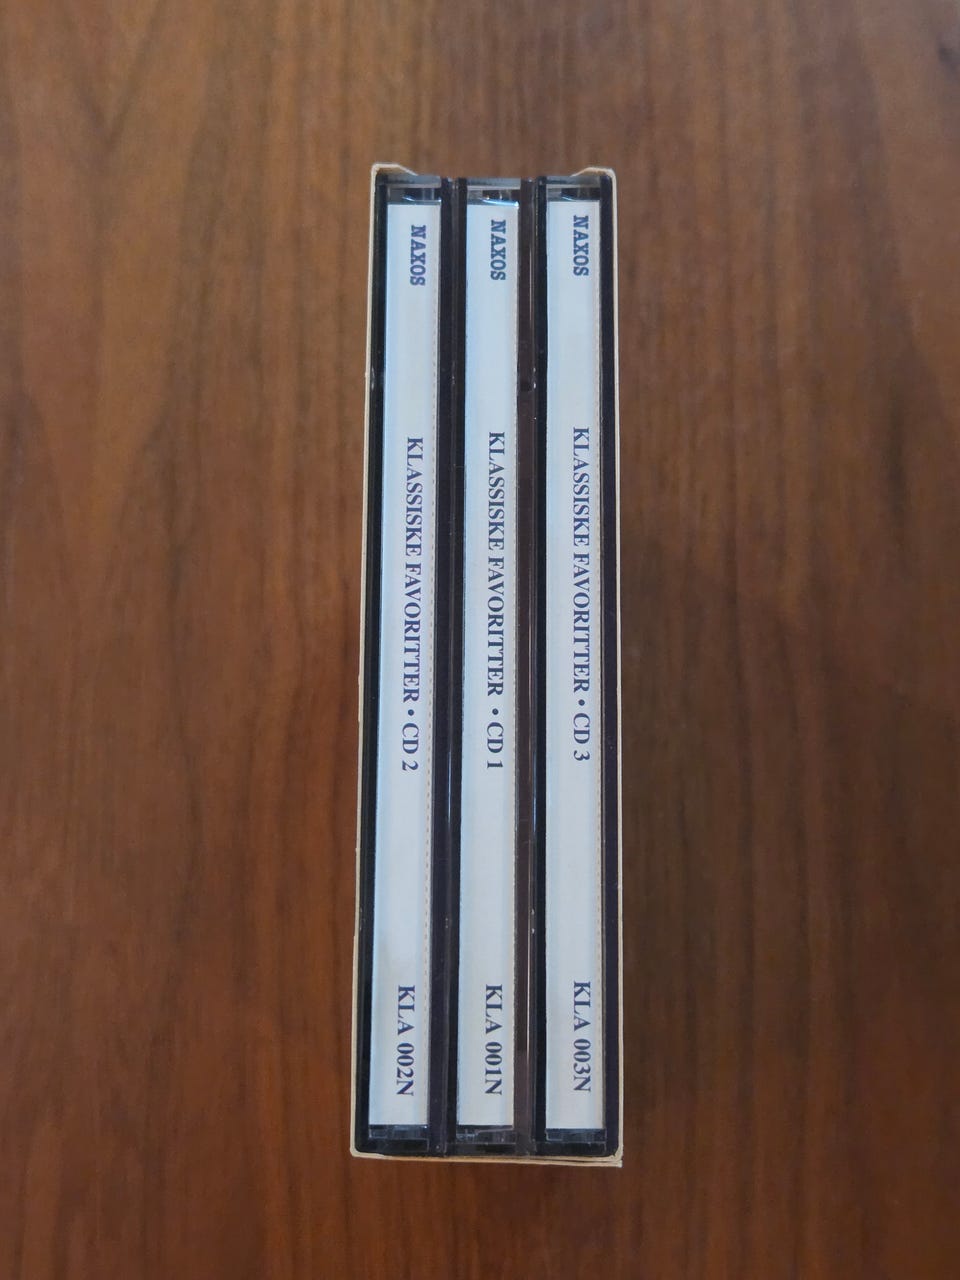 NAXOS KLASSISKE FAVORITTER • CD 2 KLA 002N
NAXOS KLASSISKE FAVORITTER • CD 1 KLA 001N
NAXOS KLASSISKE FAVORITTER • CD 3 KLA 003N